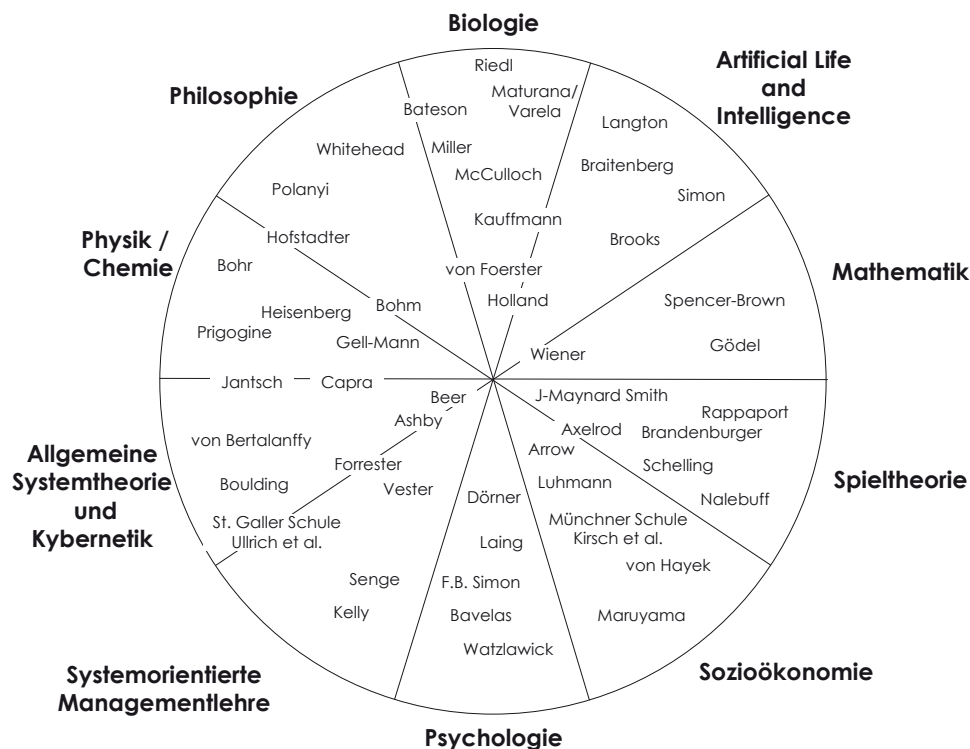 Biologie
Artificial Life
and
Intelligence
Philosophie
Riedl
Maturana/
Varela
Bateson
Langton
Whitehead
Miller
Braitenberg
McCulloch
Polanyi
Simon
Kauffmann
Physik /
Chemie
Hofstadter
Brooks
Bohr
von Foerster
Mathematik
Holland
Spencer-Brown
Heisenberg
Bohm
Prigogine
Gell-Mann
Gödel
Wiener
Jantsch
Capra
Beer
J-Maynard Smith
Ashby
Rappaport
Axelrod
Brandenburger
von Bertalanffy
Arrow
Allgemeine
Systemtheorie
und
Kybernetik
Forrester
Schelling
Spieltheorie
Boulding
Vester
Luhmann
Dörner
Nalebuff
St. Galler Schule
Ullrich et al.
Münchner Schule
Kirsch et al.
Laing
von Hayek
Senge
F.B. Simon
Kelly
Bavelas
Maruyama
Watzlawick
Systemorientierte
Managementlehre
Sozioökonomie
Psychologie